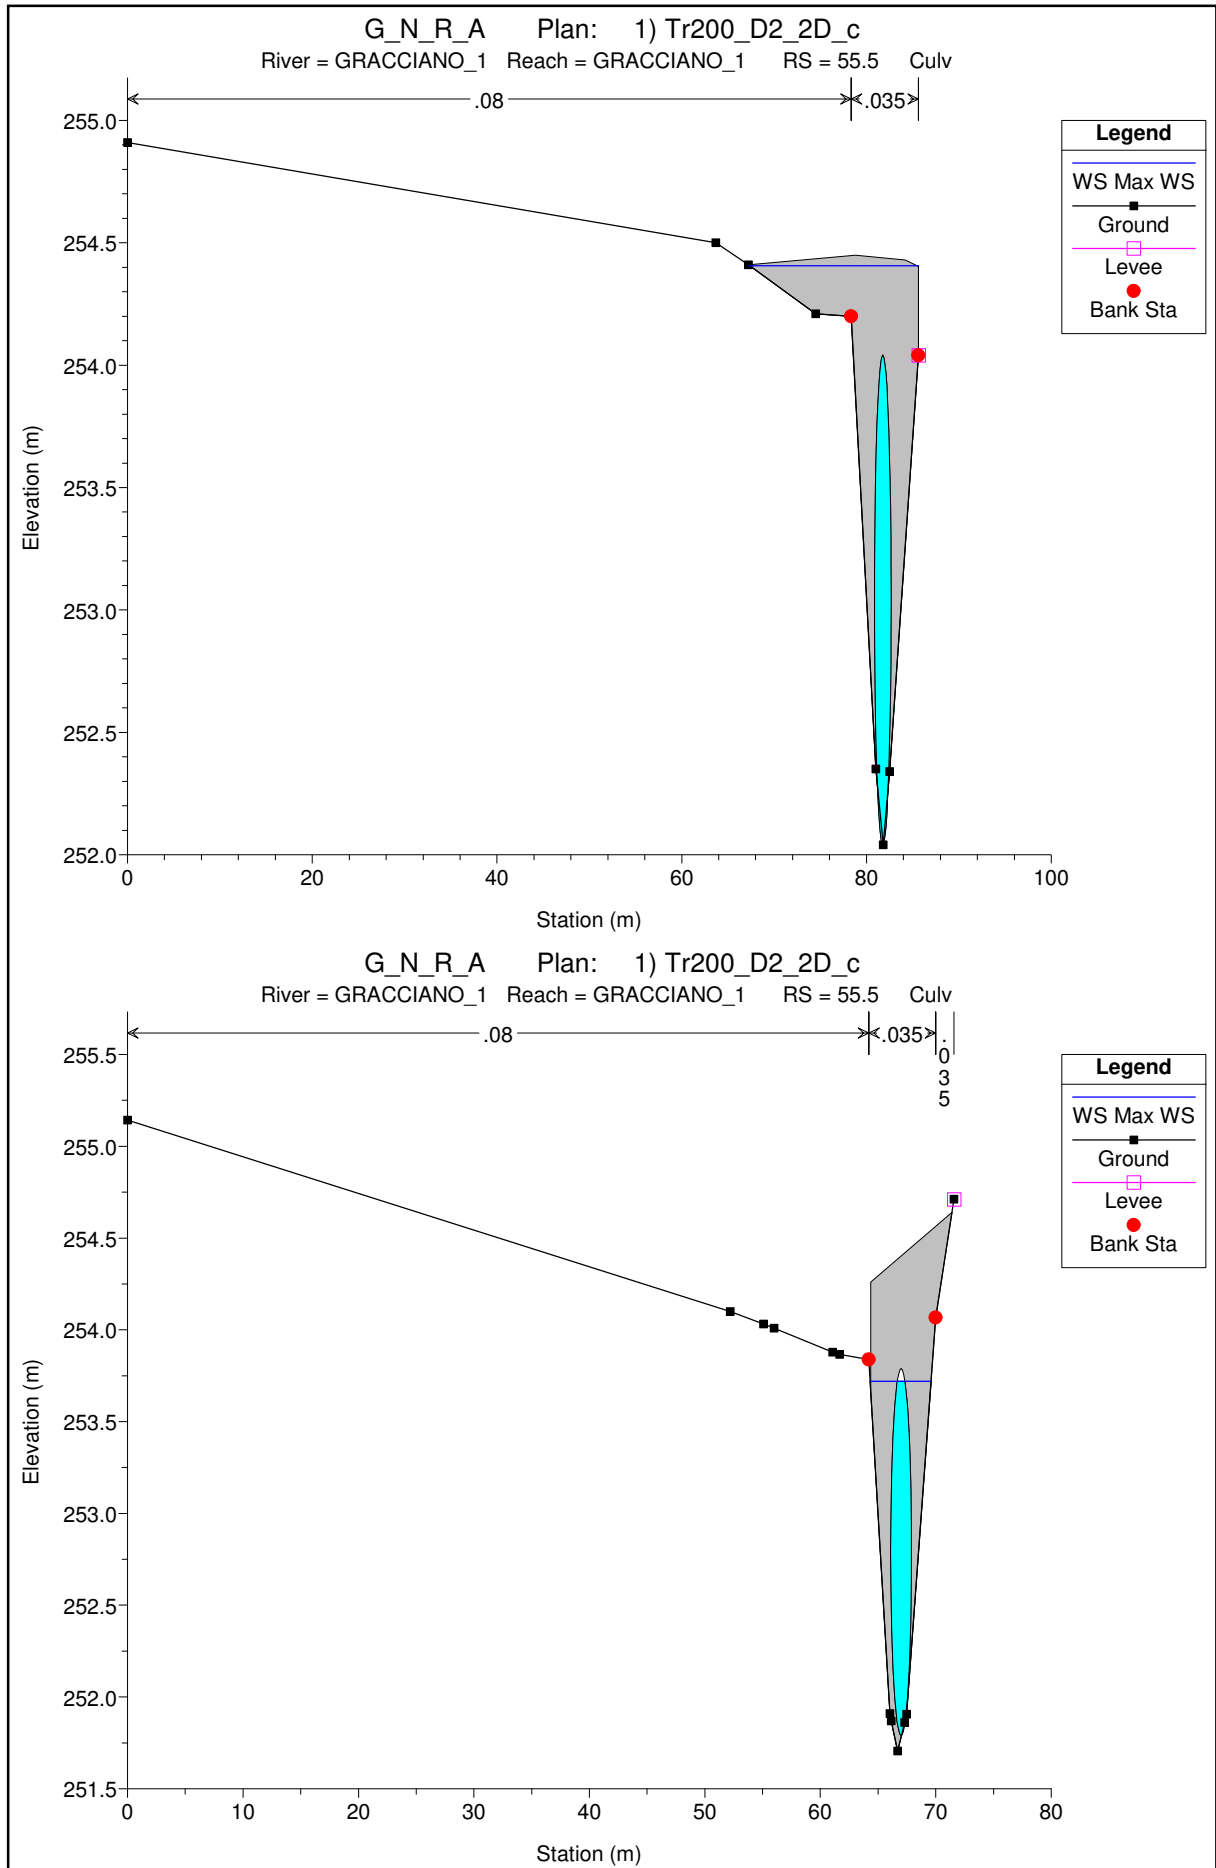 G_N_R_A Plan: 1) Tr200_D2_2D_c
River = GRACCIANO_1 Reach = GRACCIANO_1 RS = 55.5 Culv
.08
.035
255.0
254.5
254.0
253.5
253.0
252.5
252.0
Elevation (m)
0 20 40 60 80 100
Station (m)
Legend
WS Max WS
Ground
Levee
Bank Sta
G_N_R_A Plan: 1) Tr200_D2_2D_c
River = GRACCIANO_1 Reach = GRACCIANO_1 RS = 55.5 Culv
.08
.035
.035
255.5
255.0
254.5
254.0
253.5
253.0
252.5
252.0
251.5
Elevation (m)
0 10 20 30 40 50 60 70 80
Station (m)
Legend
WS Max WS
Ground
Levee
Bank Sta